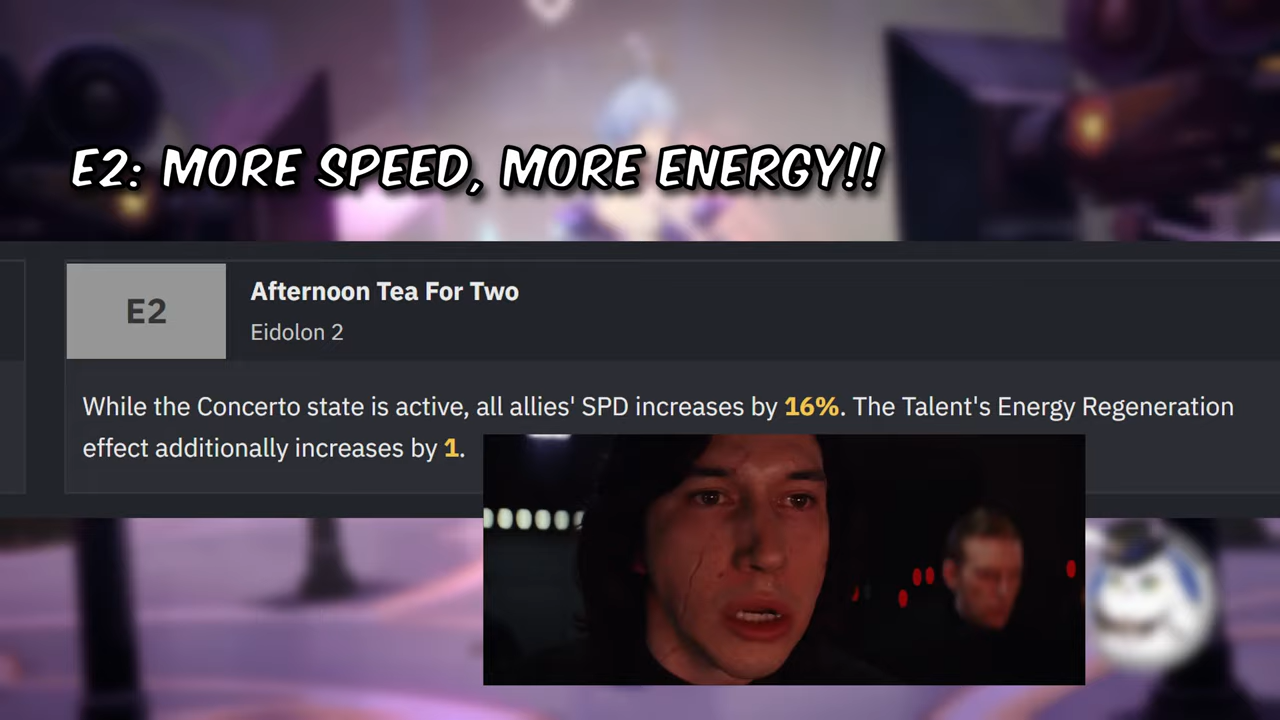 E2: MORE SPEED, MORE ENERGY!!
E2
Afternoon Tea For Two
Eidolon 2
While the Concerto state is active, all allies' SPD increases by 16%. The Talent's Energy Regeneration
effect additionally increases by 1.